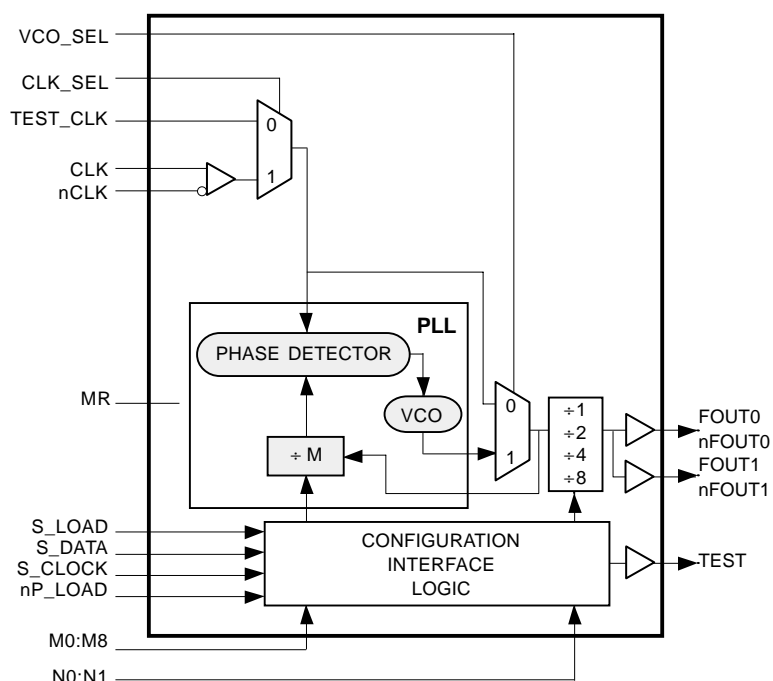 VCO_SEL
CLK_SEL
TEST_CLK
0
CLK
1
nCLK
PLL
PHASE DETECTOR
MR
VCO
0
÷1
FOUT0
÷2
nFOUT0
÷ M
1
÷4
FOUT1
÷8
nFOUT1
S_LOAD
S_DATA
S_CLOCK
nP_LOAD
CONFIGURATION
INTERFACE
LOGIC
TEST
M0:M8
N0:N1